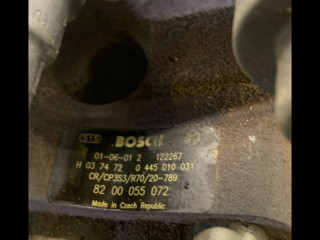 STS BOSCH
01-06-01 2 122267
H 03 74 72 0 445 010 031
CR/CP3S3/R70/20-789
82 00 055 072
Made in Czech Republic